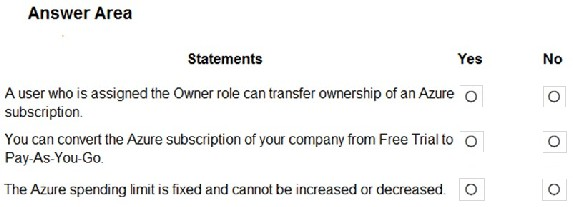 Answer Area
Statements Yes No
A user who is assigned the Owner role can transfer ownership of an Azure
subscription.
You can convert the Azure subscription of your company from Free Trial to
Pay-As-You-Go.
The Azure spending limit is fixed and cannot be increased or decreased.